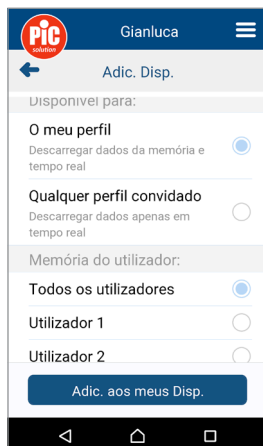 PiC
solution
Gianluca
Adic. Disp.
Disponível para:
O meu perfil
Descarregar dados da memória e
tempo real
Qualquer perfil convidado
Descarregar dados apenas em
tempo real
Memória do utilizador:
Todos os utilizadores
Utilizador 1
Utilizador 2
Adic. aos meus Disp.